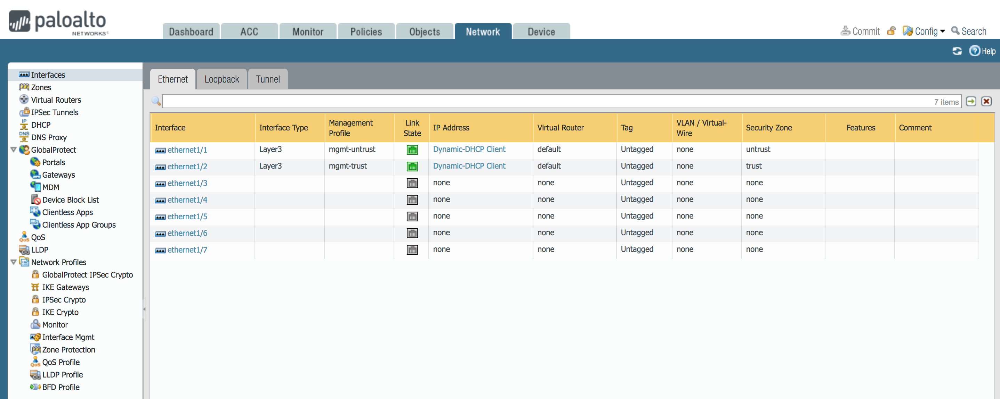 paloalto
NETWORKS
Dashboard ACC Monitor Policies Objects Network Device
Commit Config Search
Help
Interfaces
Zones
Virtual Routers
IPSec Tunnels
DHCP
DNS Proxy
GlobalProtect
Portals
Gateways
MDM
Device Block List
Clientless Apps
Clientless App Groups
QoS
LLDP
Network Profiles
GlobalProtect IPSec Crypto
IKE Gateways
IPSec Crypto
IKE Crypto
Monitor
Interface Mgmt
Zone Protection
QoS Profile
LLDP Profile
BFD Profile
Ethernet Loopback Tunnel
7 items
Interface Interface Type Management Profile Link State IP Address Virtual Router Tag VLAN / Virtual-Wire Security Zone Features Comment
ethernet1/1 Layer3 mgmt-untrust Dynamic-DHCP Client default Untagged none untrust
ethernet1/2 Layer3 mgmt-trust Dynamic-DHCP Client default Untagged none trust
ethernet1/3 none none Untagged none none
ethernet1/4 none none Untagged none none
ethernet1/5 none none Untagged none none
ethernet1/6 none none Untagged none none
ethernet1/7 none none Untagged none none